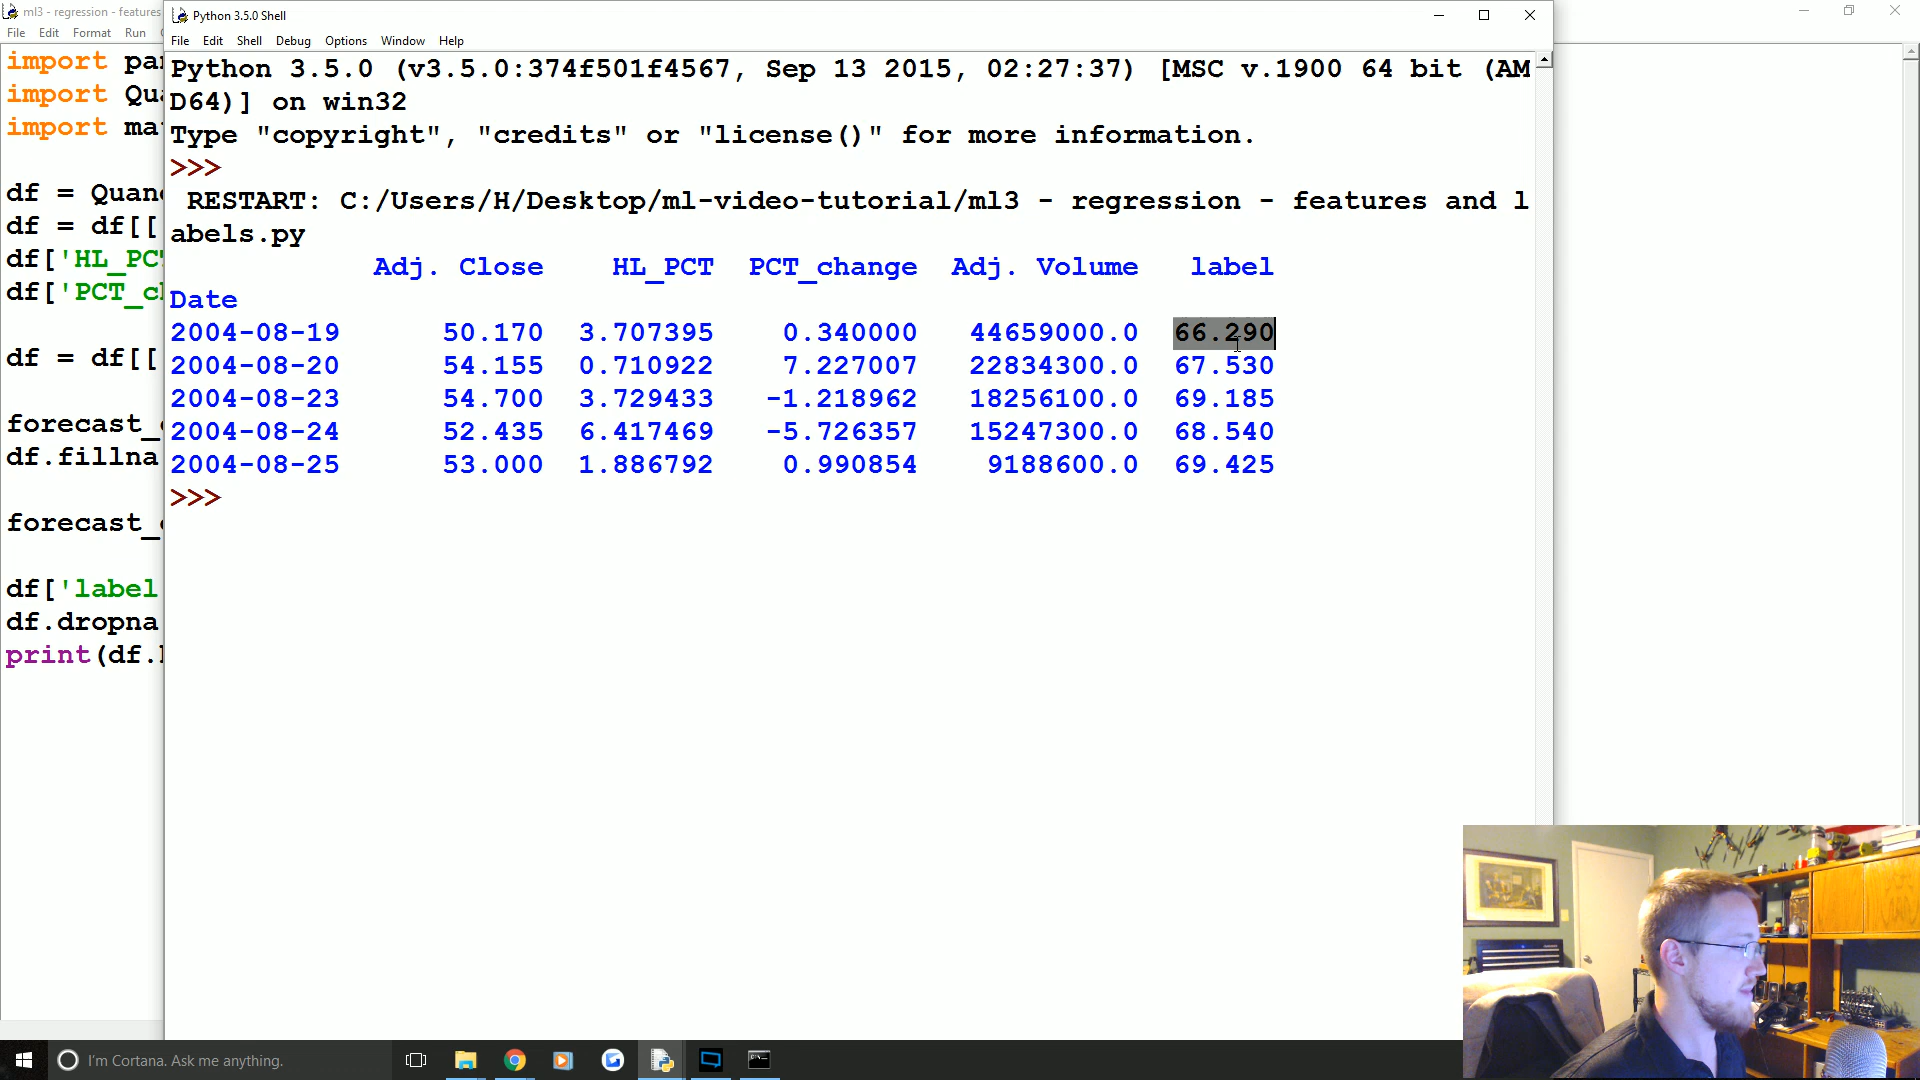 ml3 - regression - features
File Edit Format Run
import pa
import Qua
import ma
df = Quan
df = df[[
df['HL_PC
df['PCT_c
df = df[[
forecast_
df.fillna
forecast_
df['label
df.dropna
print(df.
Python 3.5.0 Shell
File Edit Shell Debug Options Window Help
Python 3.5.0 (v3.5.0:374f501f4567, Sep 13 2015, 02:27:37) [MSC v.1900 64 bit (AM
D64)] on win32
Type "copyright", "credits" or "license()" for more information.
>>>
RESTART: C:/Users/H/Desktop/ml-video-tutorial/ml3 - regression - features and l
abels.py
Adj. Close HL_PCT PCT_change Adj. Volume label
Date
2004-08-19 50.170 3.707395 0.340000 44659000.0 66.290
2004-08-20 54.155 0.710922 7.227007 22834300.0 67.530
2004-08-23 54.700 3.729433 -1.218962 18256100.0 69.185
2004-08-24 52.435 6.417469 -5.726357 15247300.0 68.540
2004-08-25 53.000 1.886792 0.990854 9188600.0 69.425
>>>
I'm Cortana. Ask me anything.